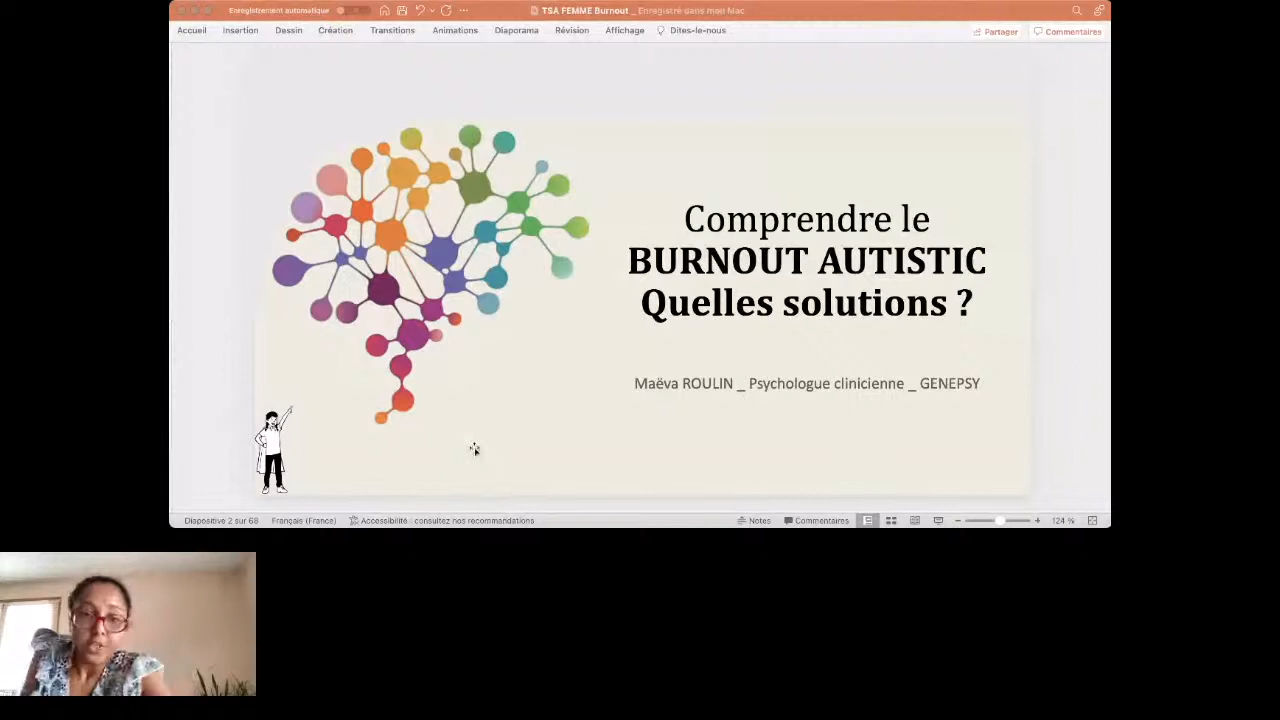 Enregistrement automatique
TSA FEMME Burnout _ Enregistré dans mon Mac
Accueil Insertion Dessin Création Transitions Animations Diaporama Révision Affichage Dites-le-nous Partager Commentaires
Comprendre le
BURNOUT AUTISTIC
Quelles solutions ?
Maëva ROULIN _ Psychologue clinicienne _ GENEPSY
Diapositive 2 sur 68 Français (France) Accessibilité : consultez nos recommandations Notes Commentaires 124 %